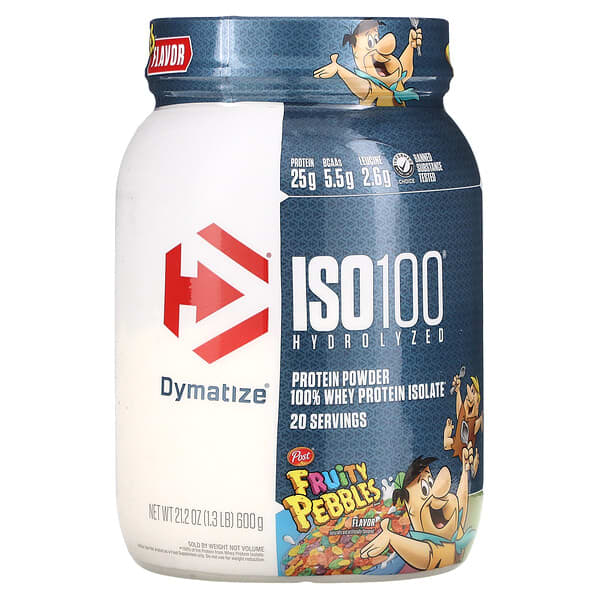 FLAVOR
PROTEIN
25g
BCAAs
5.5g
LEUCINE
2.6g
CHOICE
BANNED
SUBSTANCE
TESTED
ISO100®
HYDROLYZED
Dymatize®
PROTEIN POWDER
100% WHEY PROTEIN ISOLATE*
20 SERVINGS
Post
FRUITY
PEBBLES
FLAVOR
NET WT 21.2 OZ (1.3 LB) 600 g
SOLD BY WEIGHT NOT VOLUME